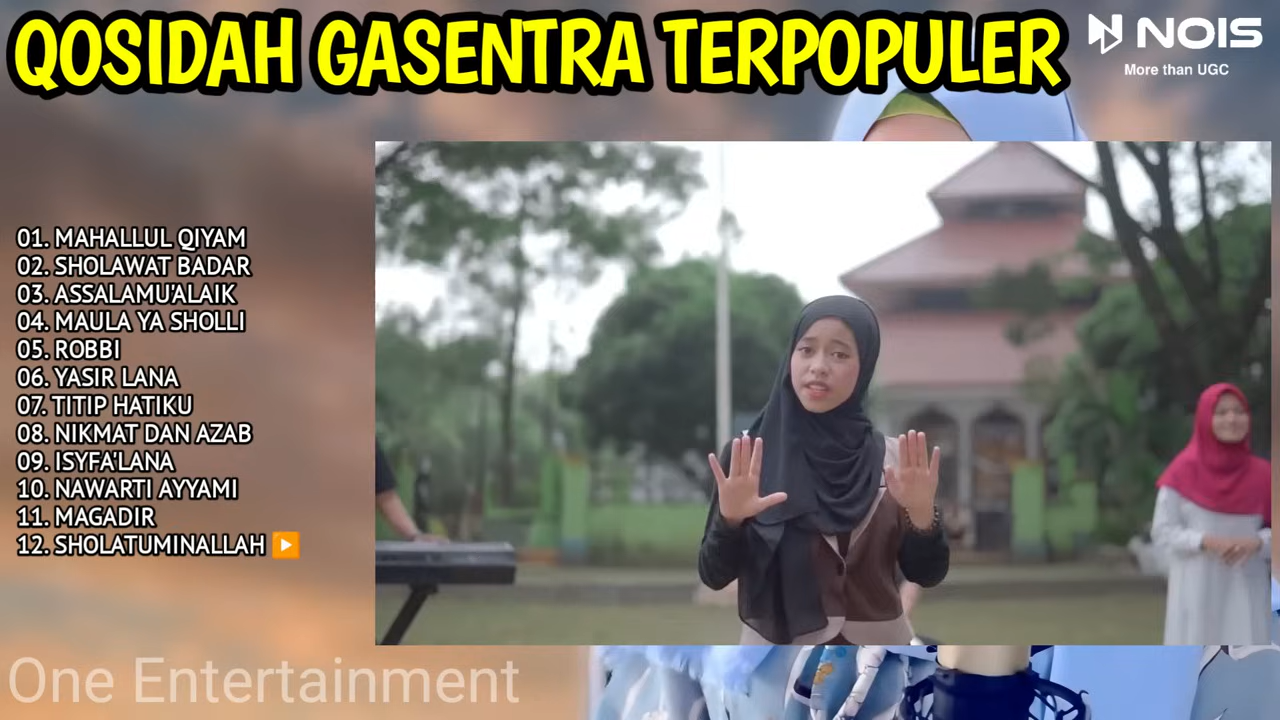 QOSIDAH GASENTRA TERPOPULER
NOIS
More than UGC
01. MAHALLUL QIYAM
02. SHOLAWAT BADAR
03. ASSALAMU'ALAIK
04. MAULA YA SHOLLI
05. ROBBI
06. YASIR LANA
07. TITIP HATIKU
08. NIKMAT DAN AZAB
09. ISYFA'LANA
10. NAWARTI AYYAMI
11. MAGADIR
12. SHOLATUMINALLAH
One Entertainment